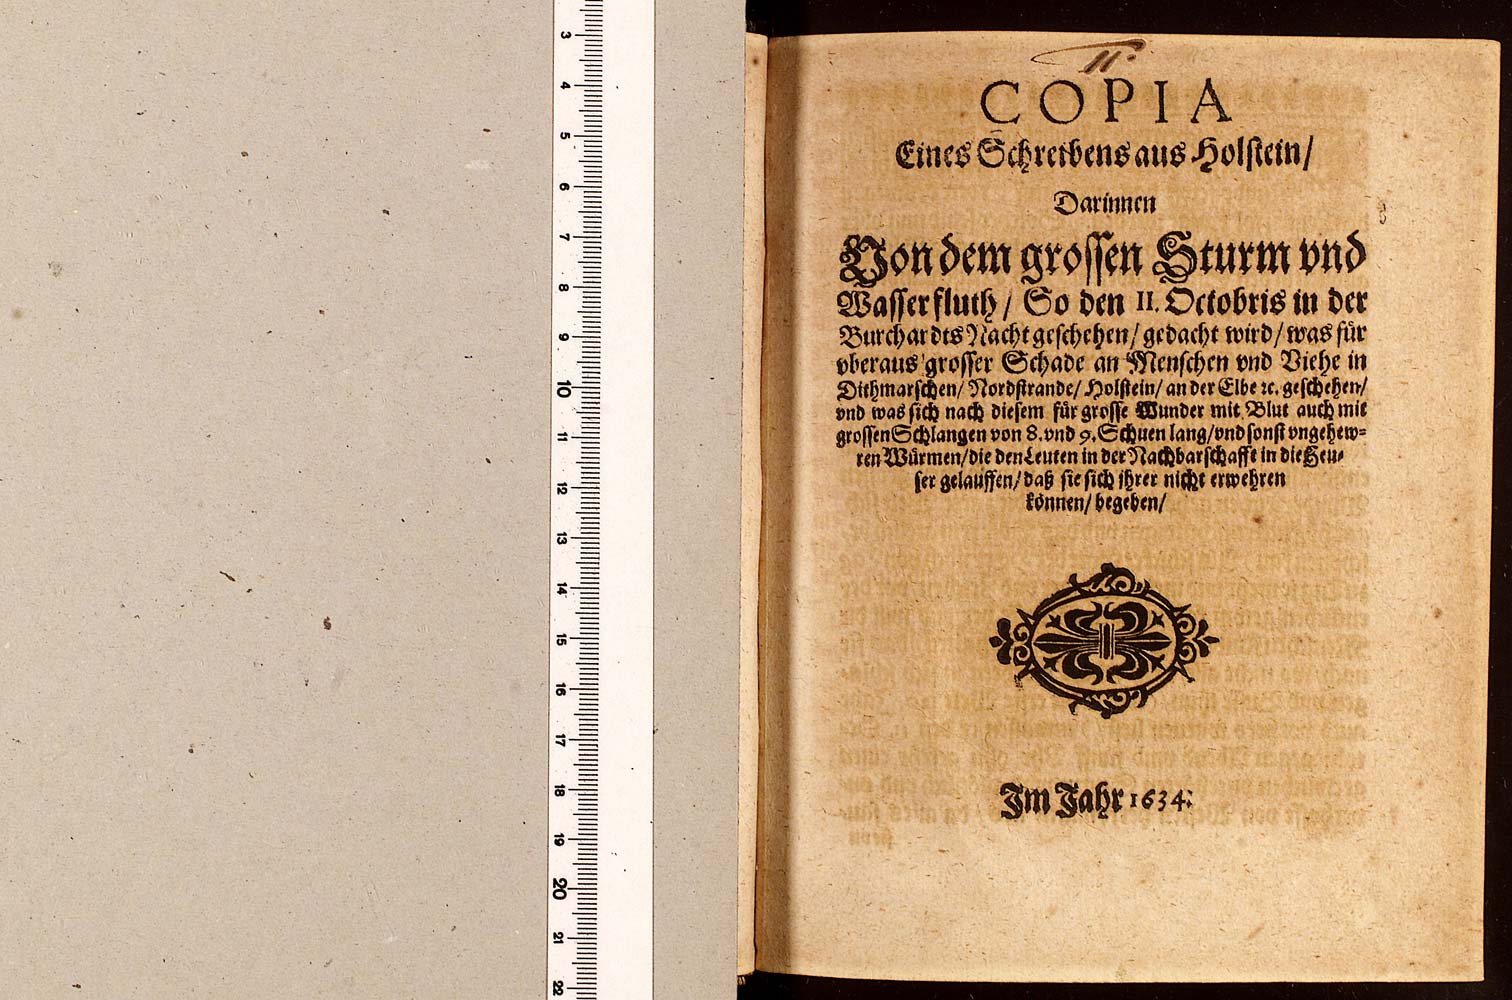 3
4
5
6
7
8
9
10
11
12
13
14
15
16
17
18
19
20
21
22
11.
COPIA
Eines Schreibens aus Holstein/
Darinnen
Von dem grossen Sturm vnd
Wasserfluth/ So den 11. Octobris in der
Burchardts Nacht geschehen/ gedacht wird/ was für
vberaus grosser Schade an Menschen vnd Viehe in
Dithmarschen/ Nordstrande/ Holstein/ an der Elbe ꝛc. geschehen/
vnd was sich nach diesem für grosse Wunder mit Blut auch mit
grossen Schlangen von 8. vnd 9. Schuen lang/ vnd sonst vngehew=
ren Würmen/ die den Leuten in der Nachbarschafft in die Heu=
ser gelauffen/ daß sie sich jhrer nicht erwehren
können/ begeben/
Im Jahr 1634.